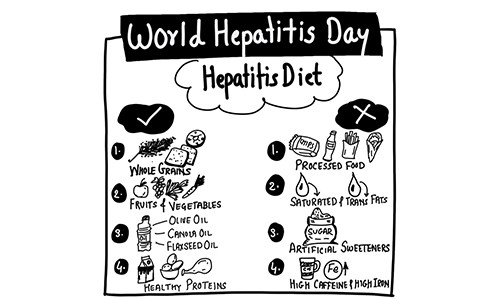 World Hepatitis Day
Hepatitis Diet
1.
WHOLE GRAINS
2.
FRUITS & VEGETABLES
3.
OLIVE OIL
CANOLA OIL
FLAXSEED OIL
4.
HEALTHY PROTEINS
1.
CHIPS
PROCESSED FOOD
2.
SATURATED & TRANS FATS
3.
SUGAR
ARTIFICIAL SWEETENERS
4.
Fe
HIGH CAFFEINE & HIGH IRON